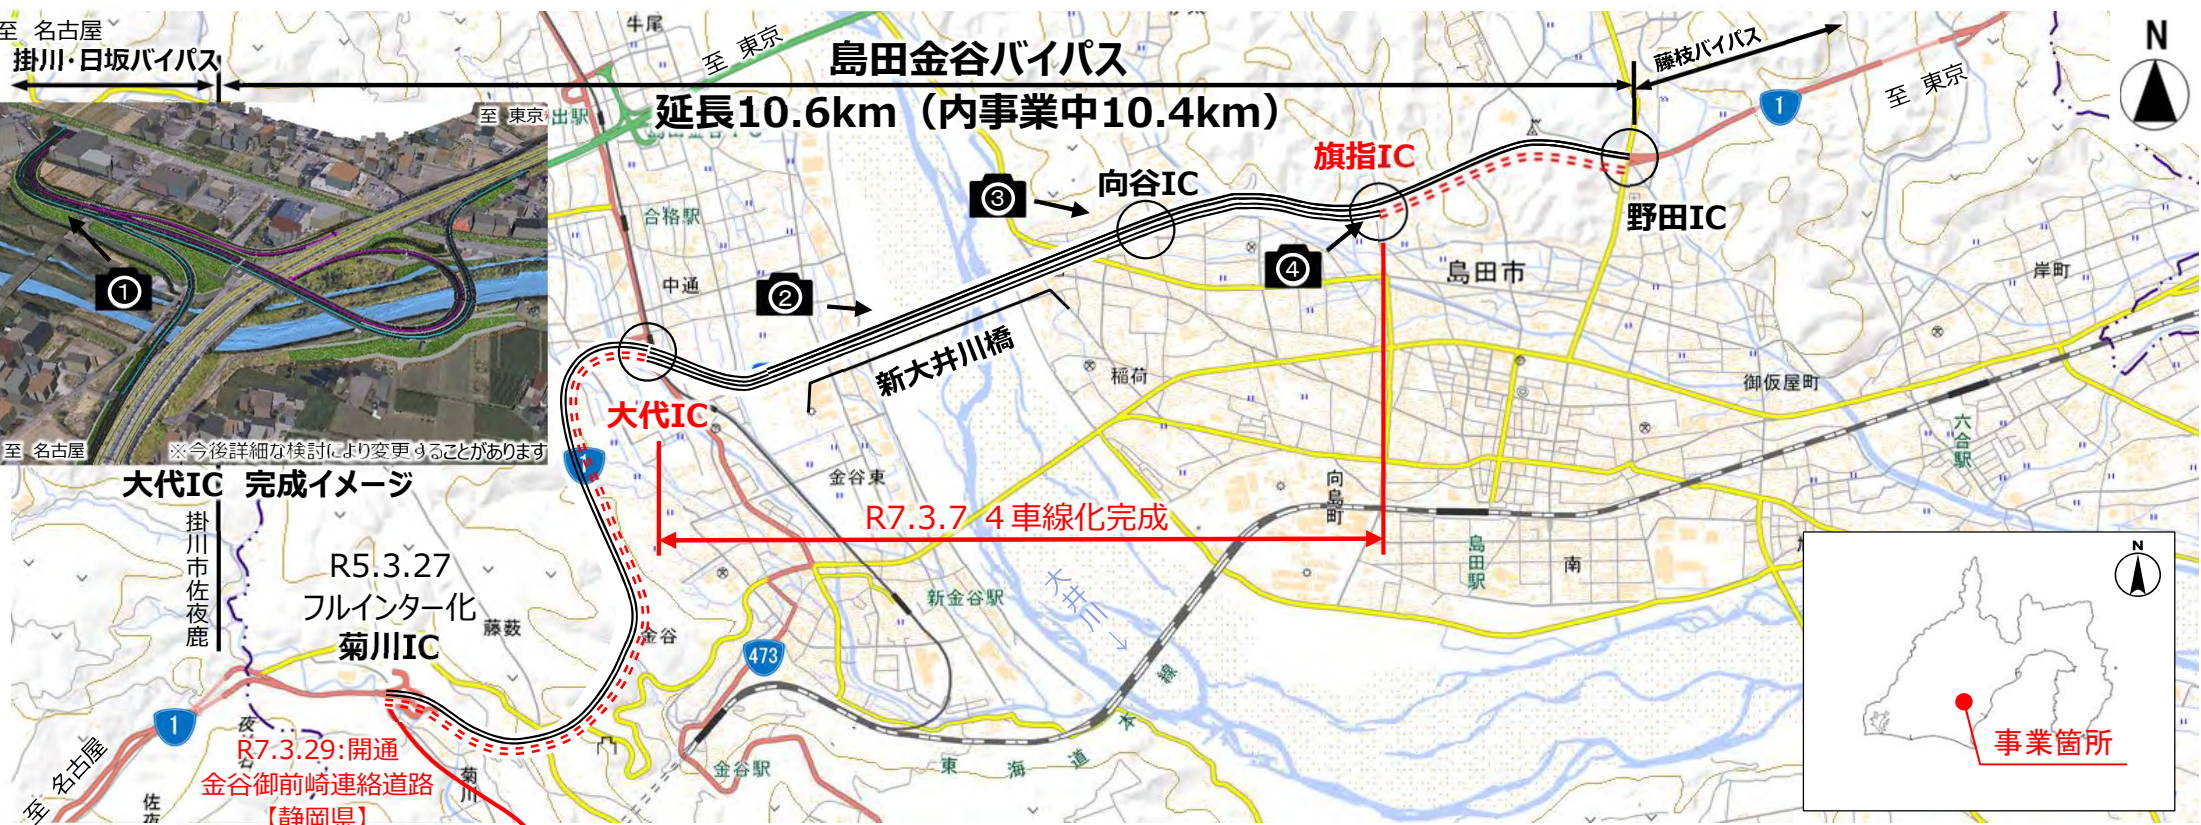 至 名古屋
掛川・日坂バイパス
島田金谷バイパス
延長10.6km（内事業中10.4km）
藤枝バイパス
至 東京
至 東京
1
N
牛尾
出駅
合格駅
中通
③
向谷IC
旗指IC
野田IC
④
②
島田市
岸町
新大井川橋
稲荷
御仮屋町
六合駅
大代IC
金谷東
向島町
R7.3.7 ４車線化完成
島田駅
南
新金谷駅
大井川→
至 東京
①
至 名古屋
※今後詳細な検討により変更することがあります
大代IC 完成イメージ
掛川市佐夜鹿
R5.3.27
フルインター化
菊川IC
藤薮
金谷
473
1
至 名古屋
R7.3.29:開通
金谷御前崎連絡道路
【静岡県】
菊川
金谷駅
東海道本線
N
事業箇所